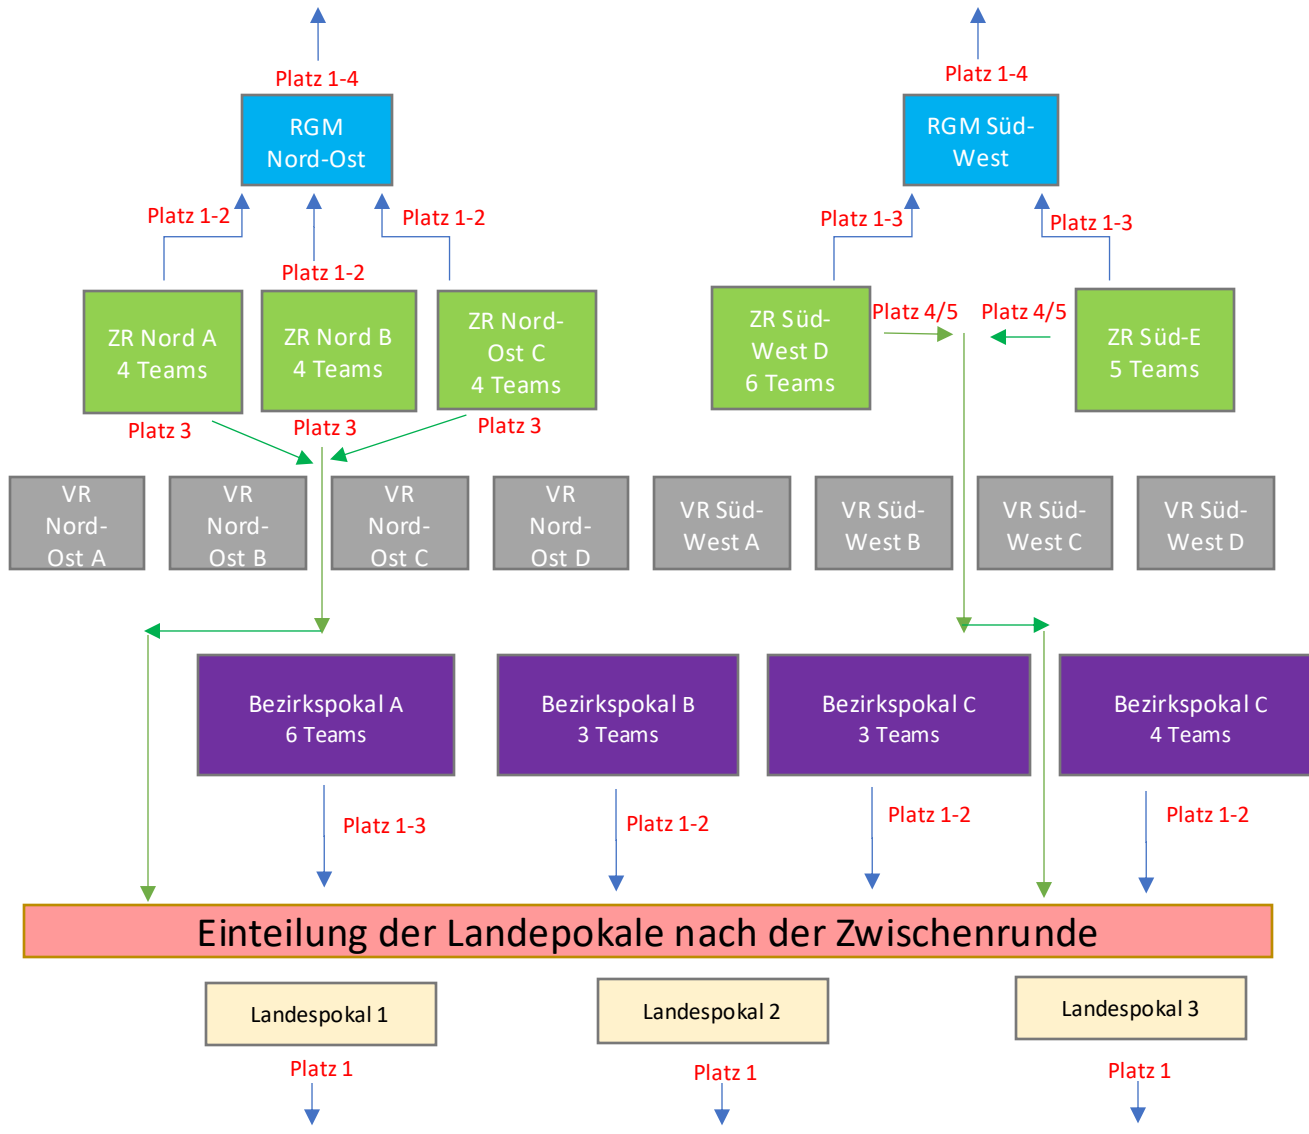 Platz 1-4
Platz 1-4
RGM
Nord-Ost
RGM Süd-
West
Platz 1-2
Platz 1-2
Platz 1-2
Platz 1-3
Platz 1-3
ZR Nord A
4 Teams
ZR Nord B
4 Teams
ZR Nord-
Ost C
4 Teams
ZR Süd-
West D
6 Teams
Platz 4/5
Platz 4/5
ZR Süd-E
5 Teams
Platz 3
Platz 3
Platz 3
VR
Nord-
Ost A
VR
Nord-
Ost B
VR
Nord-
Ost C
VR
Nord-
Ost D
VR Süd-
West A
VR Süd-
West B
VR Süd-
West C
VR Süd-
West D
Bezirkspokal A
6 Teams
Bezirkspokal B
3 Teams
Bezirkspokal C
3 Teams
Bezirkspokal C
4 Teams
Platz 1-3
Platz 1-2
Platz 1-2
Platz 1-2
Einteilung der Landepokale nach der Zwischenrunde
Landespokal 1
Landespokal 2
Landespokal 3
Platz 1
Platz 1
Platz 1